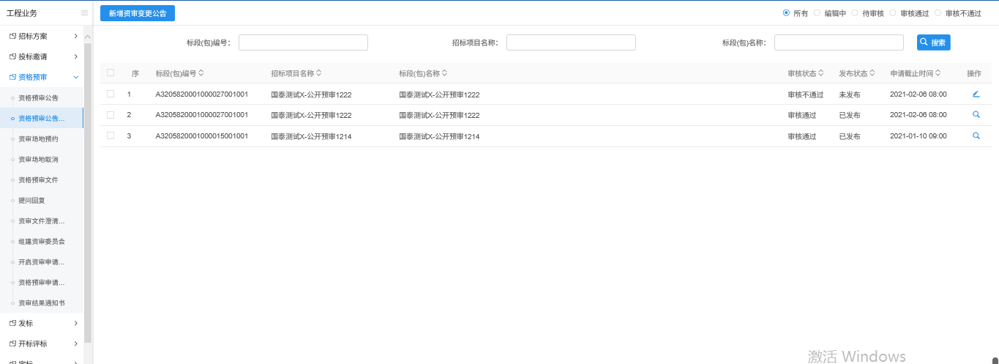 工程业务
招标方案
投标邀请
资格预审
资格预审公告
资格预审公告...
资审场地预约
资审场地取消
资格预审文件
提问回复
资审文件澄清...
组建资审委员会
开启资审申请...
资格预审申请...
资审结果通知书
发标
开标评标
定标
新增资审变更公告
所有 编辑中 待审核 审核通过 审核不通过
标段(包)编号: 招标项目名称: 标段(包)名称: 搜索
序 标段(包)编号 招标项目名称 标段(包)名称 审核状态 发布状态 申请截止时间 操作
1 A3205820001000027001001 国泰测试X-公开预审1222 国泰测试X-公开预审1222 审核不通过 未发布 2021-02-06 08:00
2 A3205820001000027001001 国泰测试X-公开预审1222 国泰测试X-公开预审1222 审核通过 已发布 2021-02-06 08:00
3 A3205820001000015001001 国泰测试X-公开预审1214 国泰测试X-公开预审1214 审核通过 已发布 2021-01-10 09:00
激活 Windows